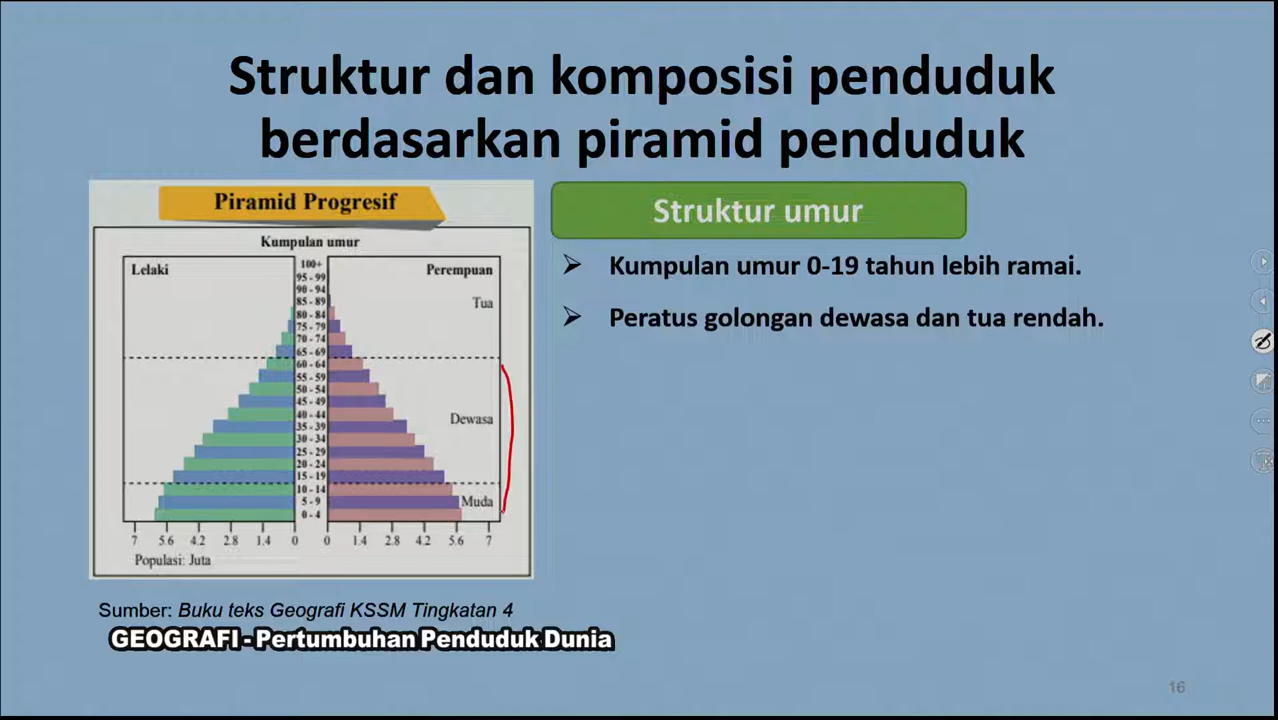 Struktur dan komposisi penduduk
berdasarkan piramid penduduk
Piramid Progresif
Kumpulan umur
Lelaki
Perempuan
Tua
Dewasa
Muda
100+
95 - 99
90 - 94
85 - 89
80 - 84
75 - 79
70 - 74
65 - 69
60 - 64
55 - 59
50 - 54
45 - 49
40 - 44
35 - 39
30 - 34
25 - 29
20 - 24
15 - 19
10 - 14
5 - 9
0 - 4
7 5.6 4.2 2.8 1.4 0 0 1.4 2.8 4.2 5.6 7
Populasi: Juta
Struktur umur
Kumpulan umur 0-19 tahun lebih ramai.
Peratus golongan dewasa dan tua rendah.
Sumber: Buku teks Geografi KSSM Tingkatan 4
GEOGRAFI - Pertumbuhan Penduduk Dunia
16